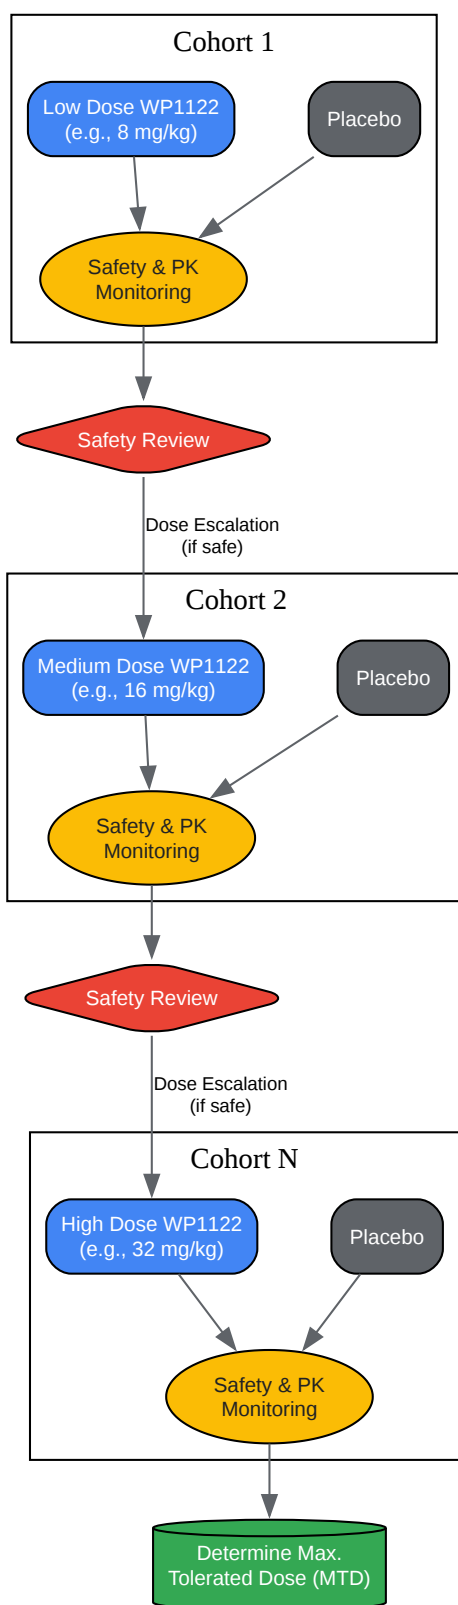 Cohort 1
Low Dose WP1122
(e.g., 8 mg/kg)
Placebo
Safety & PK
Monitoring
Safety Review
Dose Escalation
(if safe)
Cohort 2
Medium Dose WP1122
(e.g., 16 mg/kg)
Placebo
Safety & PK
Monitoring
Safety Review
Dose Escalation
(if safe)
Cohort N
High Dose WP1122
(e.g., 32 mg/kg)
Placebo
Safety & PK
Monitoring
Determine Max.
Tolerated Dose (MTD)